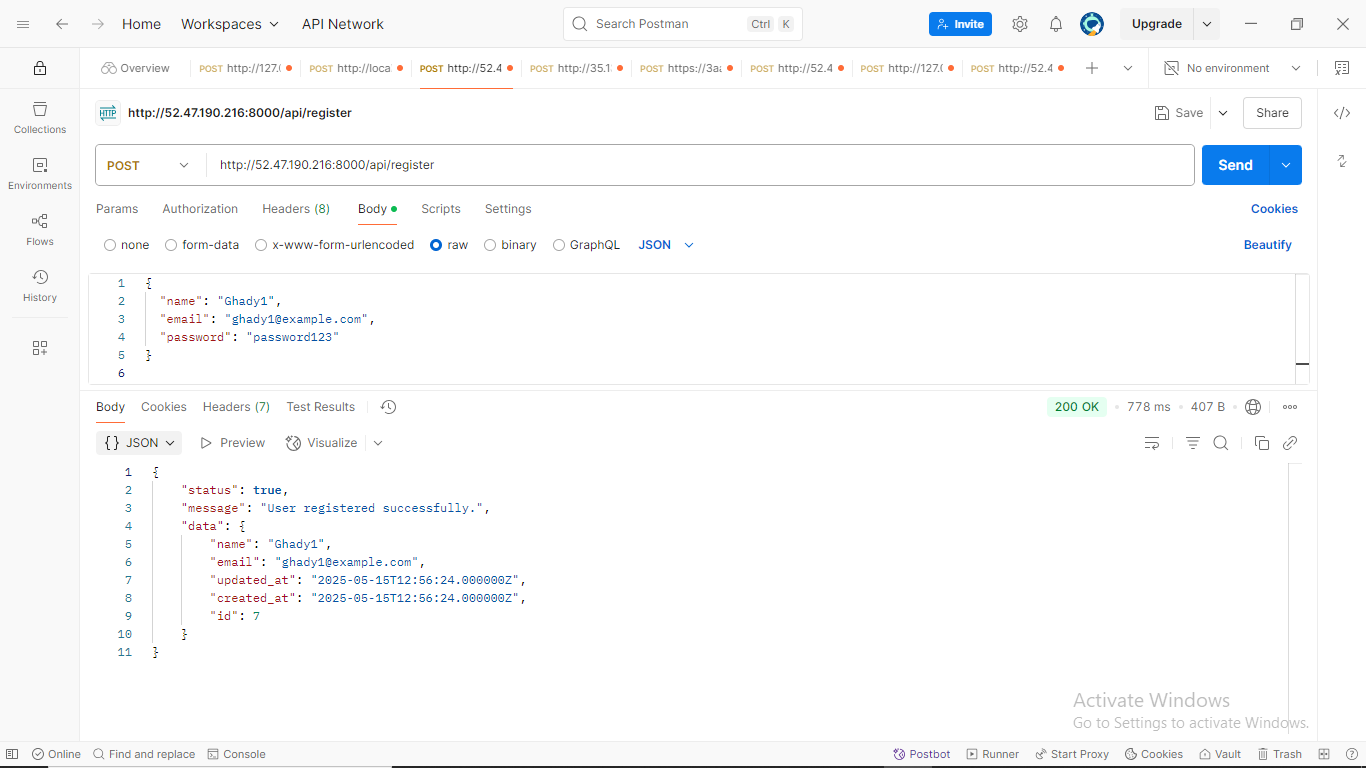 Home Workspaces API Network Search Postman Ctrl K Invite Upgrade
Overview POST http://127.( POST http://loca POST http://52.4 POST http://35.1 POST https://3aa POST http://52.4 POST http://127.( POST http://52.4 No environment
HTTP http://52.47.190.216:8000/api/register Save Share
Collections
POST http://52.47.190.216:8000/api/register Send
Environments
Params Authorization Headers (8) Body Scripts Settings Cookies
Flows
none form-data x-www-form-urlencoded raw binary GraphQL JSON Beautify
History
1 {
2 "name": "Ghady1",
3 "email": "ghady1@example.com",
4 "password": "password123"
5 }
6
Body Cookies Headers (7) Test Results 200 OK 778 ms 407 B
{} JSON Preview Visualize
1 {
2 "status": true,
3 "message": "User registered successfully.",
4 "data": {
5 "name": "Ghady1",
6 "email": "ghady1@example.com",
7 "updated_at": "2025-05-15T12:56:24.000000Z",
8 "created_at": "2025-05-15T12:56:24.000000Z",
9 "id": 7
10 }
11 }
Activate Windows
Go to Settings to activate Windows.
Online Find and replace Console Postbot Runner Start Proxy Cookies Vault Trash